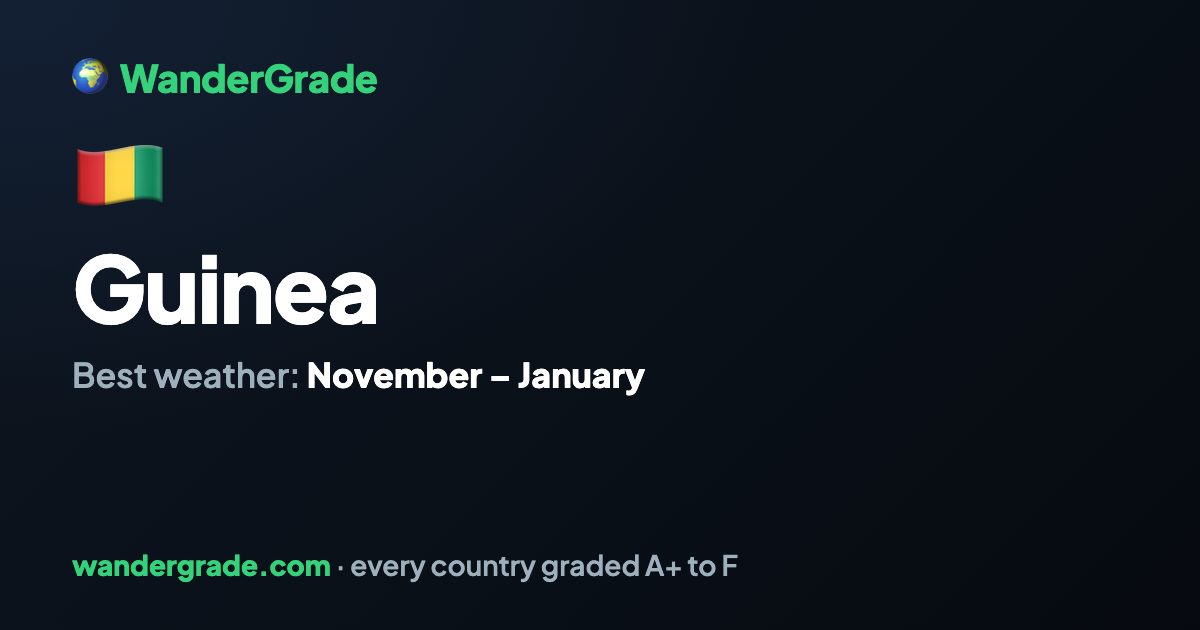 WanderGrade
Guinea
Best weather: November – January
wandergrade.com · every country graded A+ to F